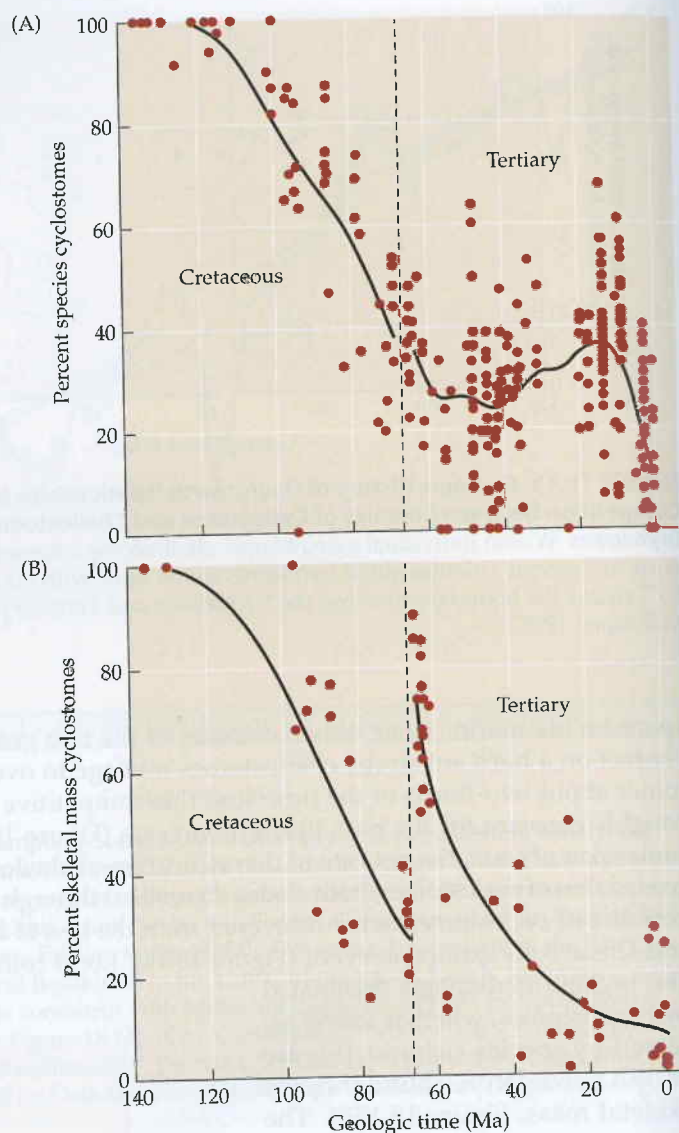 (A)
100
80
60
40
20
0
Percent species cyclostomes
Cretaceous
Tertiary
(B)
100
80
60
40
20
0
Percent skeletal mass cyclostomes
Cretaceous
Tertiary
140 120 100 80 60 40 20 0
Geologic time (Ma)